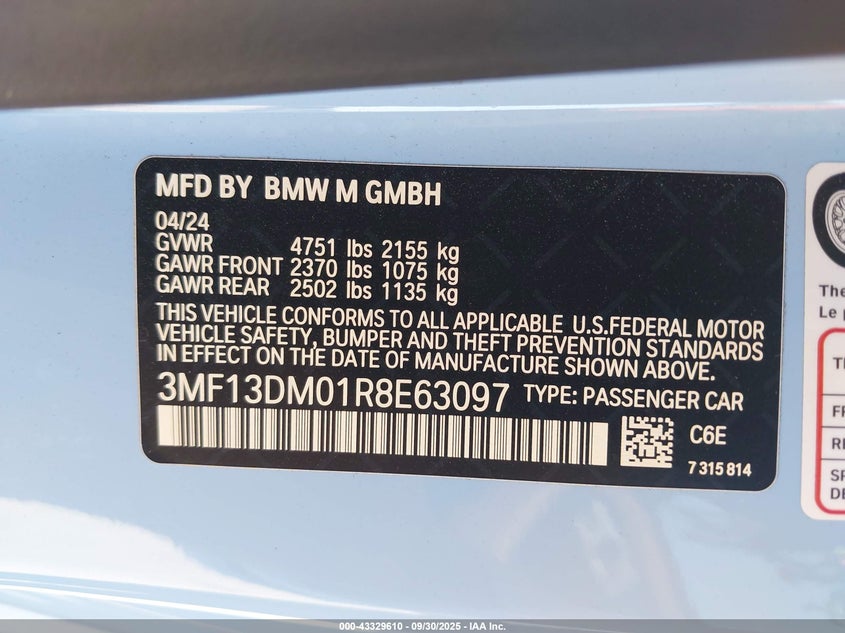 MFD BY BMW M GMBH
04/24
GVWR 4751 lbs 2155 kg
GAWR FRONT 2370 lbs 1075 kg
GAWR REAR 2502 lbs 1135 kg
THIS VEHICLE CONFORMS TO ALL APPLICABLE U.S.FEDERAL MOTOR
VEHICLE SAFETY, BUMPER AND THEFT PREVENTION STANDARDS
IN EFFECT ON THE DATE OF MANUFACTURE SHOWN ABOVE.
3MF13DM01R8E63097 TYPE: PASSENGER CAR
C6E
7 315 814
The
Le
000-43329610 - 09/30/2025 - IAA Inc.